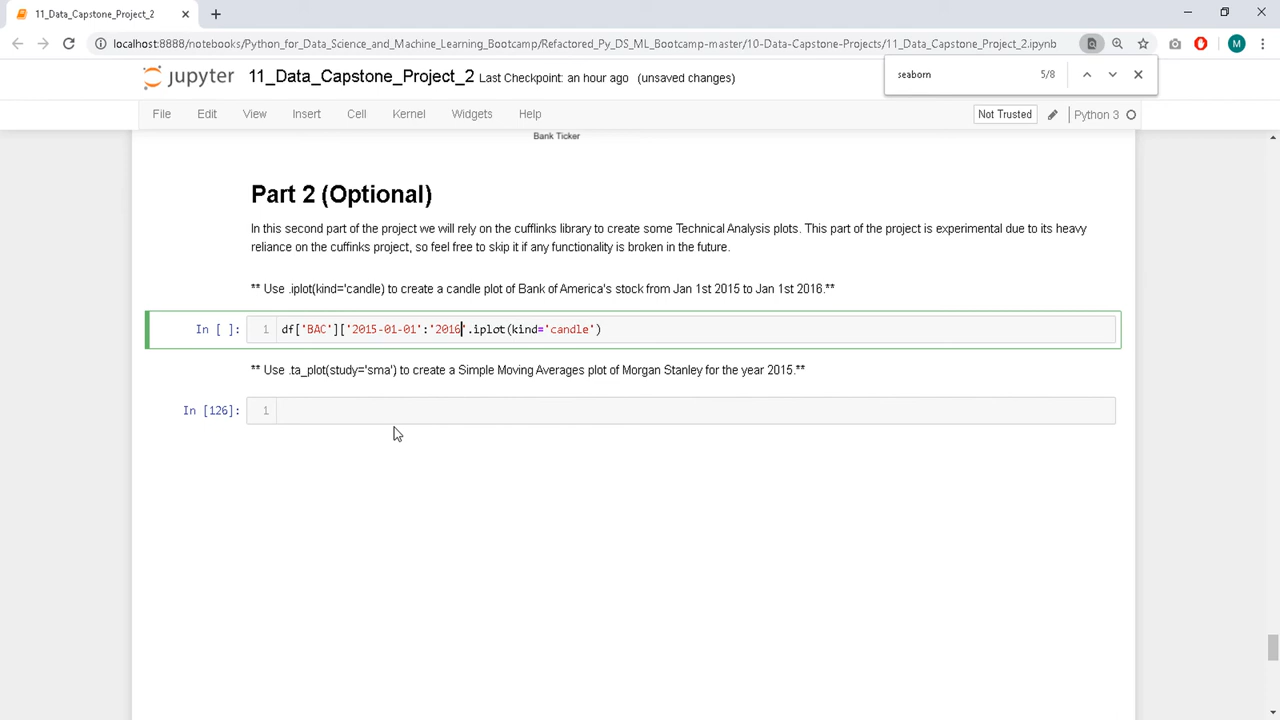 11_Data_Capstone_Project_2
localhost:8888/notebooks/Python_for_Data_Science_and_Machine_Learning_Bootcamp/Refactored_Py_DS_ML_Bootcamp-master/10-Data-Capstone-Projects/11_Data_Capstone_Project_2.ipynb
M
seaborn 5/8
jupyter 11_Data_Capstone_Project_2 Last Checkpoint: an hour ago (unsaved changes)
File Edit View Insert Cell Kernel Widgets Help Not Trusted Python 3
Bank Ticker
Part 2 (Optional)
In this second part of the project we will rely on the cufflinks library to create some Technical Analysis plots. This part of the project is experimental due to its heavy
reliance on the cuffinks project, so feel free to skip it if any functionality is broken in the future.
** Use .iplot(kind='candle) to create a candle plot of Bank of America's stock from Jan 1st 2015 to Jan 1st 2016.**
In [ ]: 1 df['BAC']['2015-01-01':'2016'.iplot(kind='candle')
** Use .ta_plot(study='sma') to create a Simple Moving Averages plot of Morgan Stanley for the year 2015.**
In [126]: 1